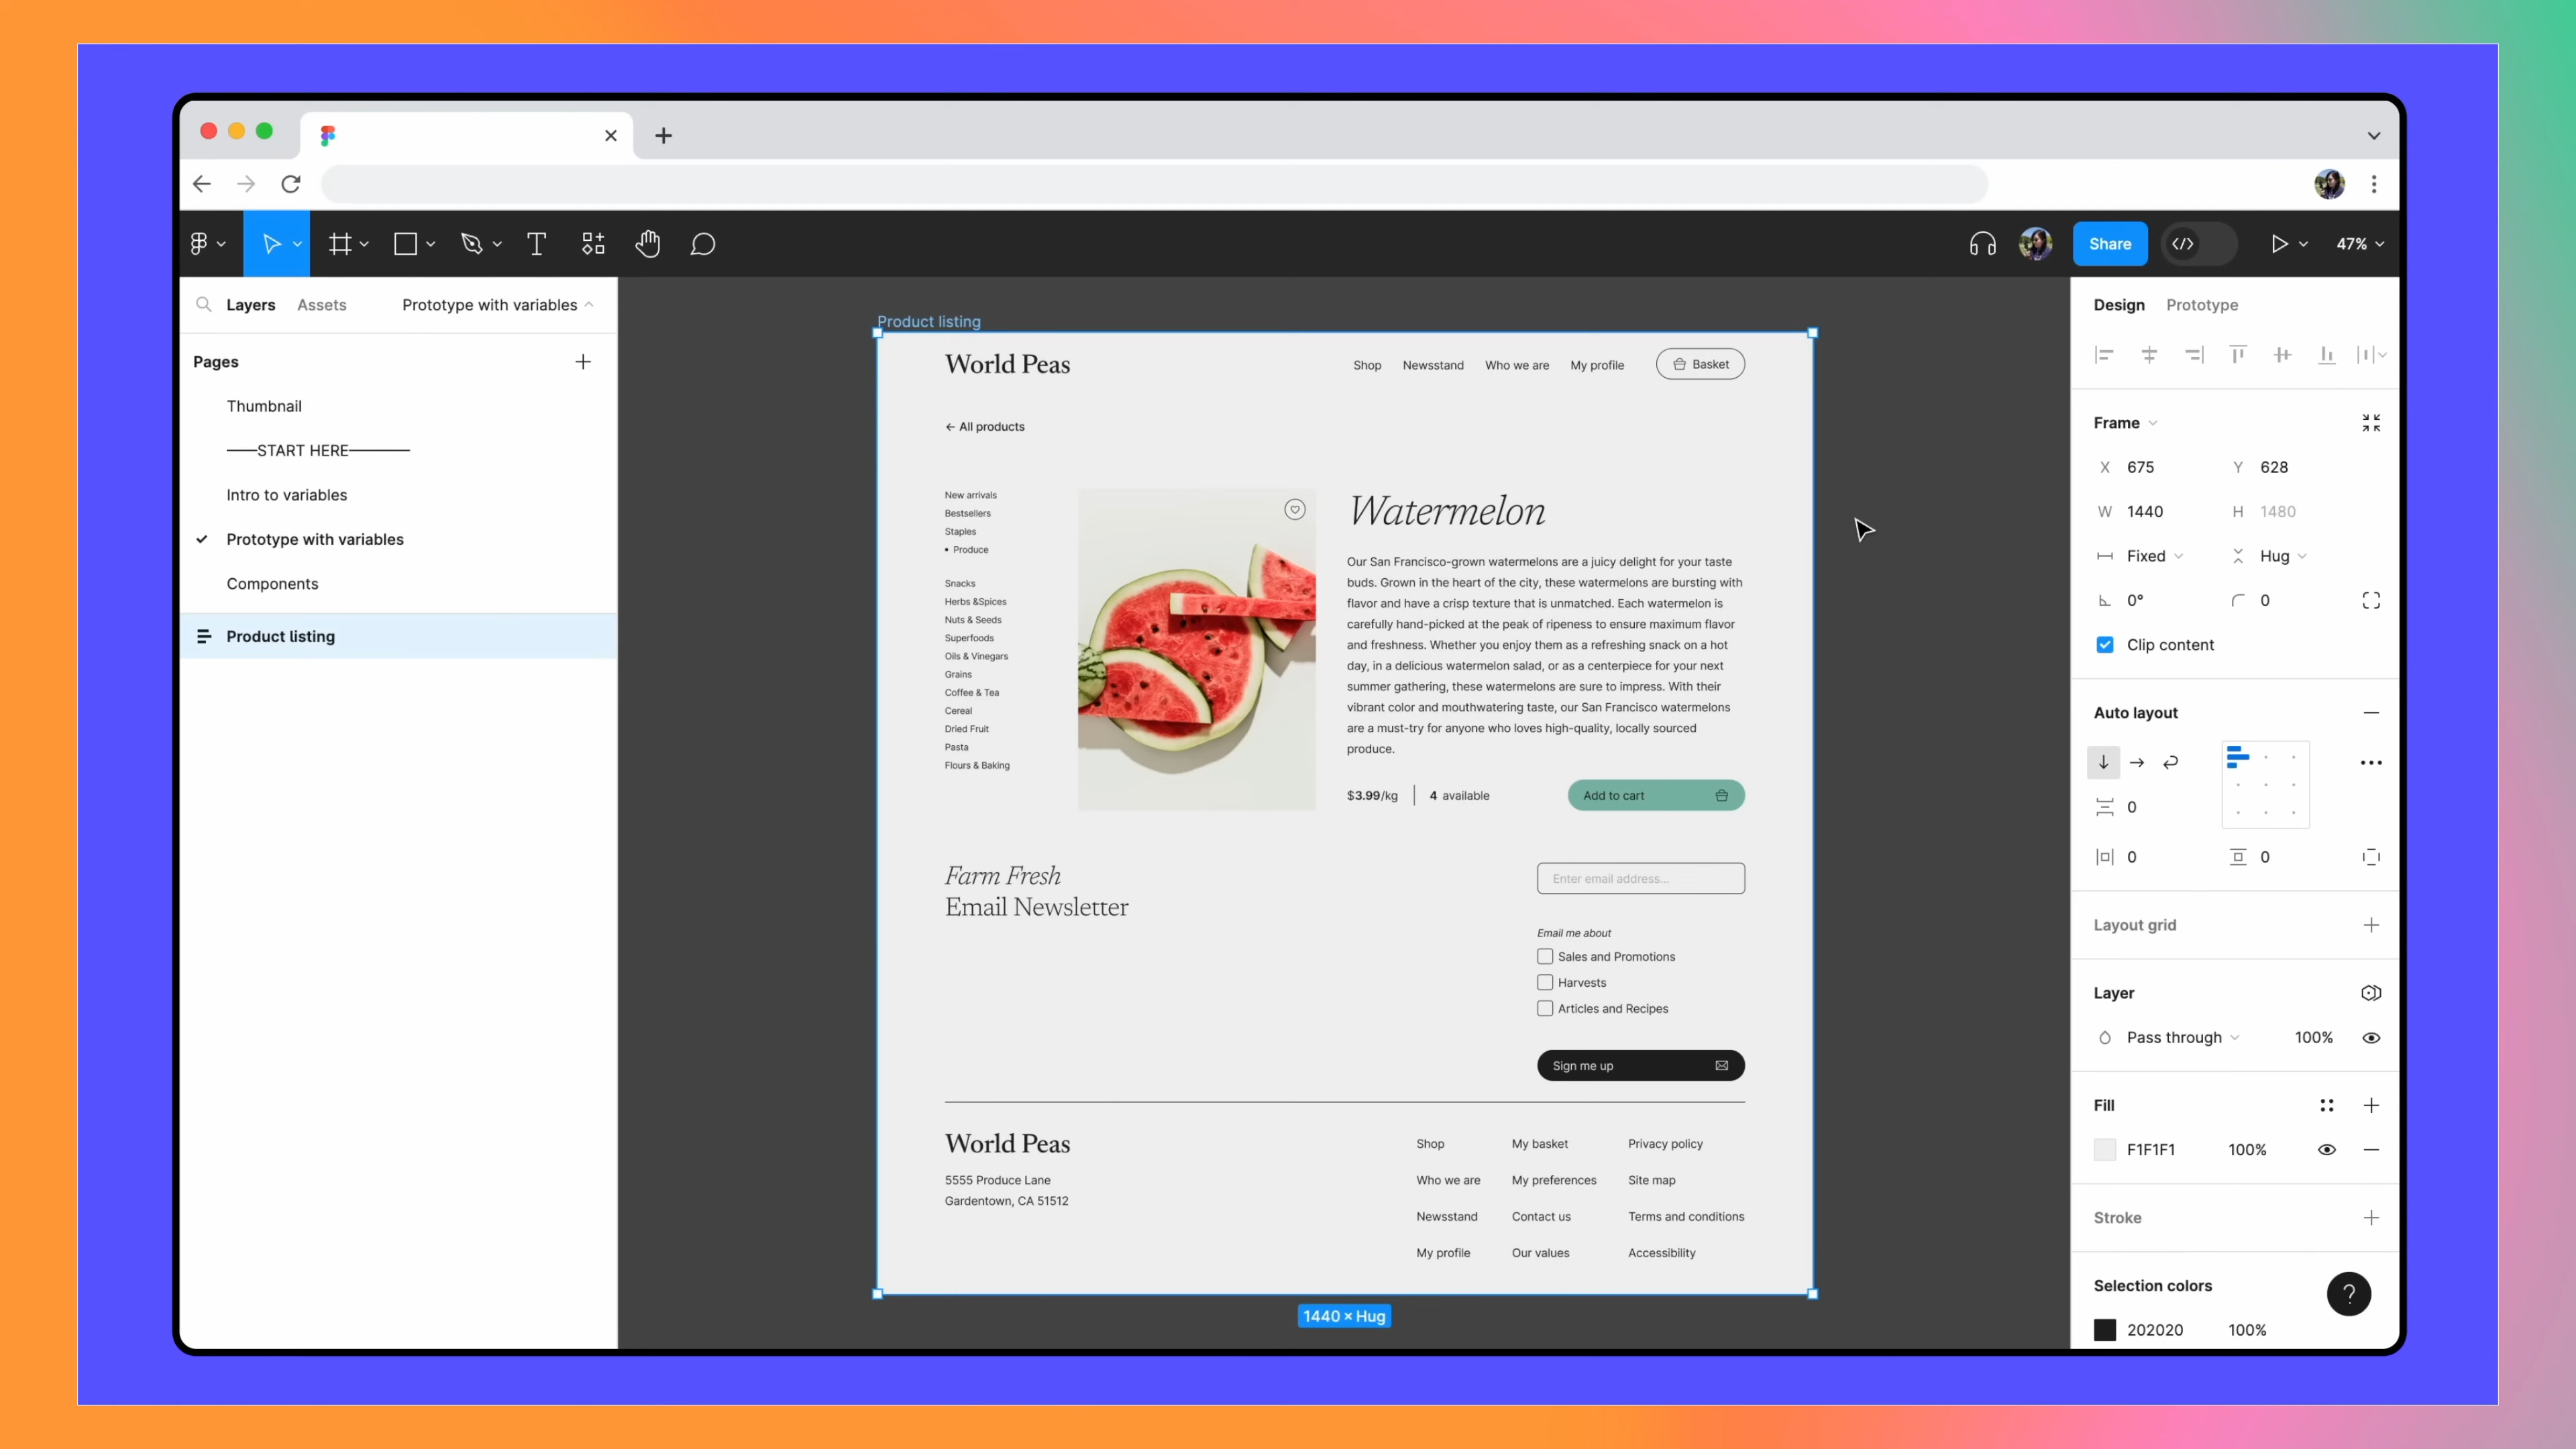 Share
47%
Layers Assets Prototype with variables
Pages
Thumbnail
——START HERE————
Intro to variables
Prototype with variables
Components
Product listing
Product listing
World Peas
Shop Newsstand Who we are My profile Basket
← All products
New arrivals
Bestsellers
Staples
• Produce
Snacks
Herbs &Spices
Nuts & Seeds
Superfoods
Oils & Vinegars
Grains
Coffee & Tea
Cereal
Dried Fruit
Pasta
Flours & Baking
Watermelon
Our San Francisco-grown watermelons are a juicy delight for your taste
buds. Grown in the heart of the city, these watermelons are bursting with
flavor and have a crisp texture that is unmatched. Each watermelon is
carefully hand-picked at the peak of ripeness to ensure maximum flavor
and freshness. Whether you enjoy them as a refreshing snack on a hot
day, in a delicious watermelon salad, or as a centerpiece for your next
summer gathering, these watermelons are sure to impress. With their
vibrant color and mouthwatering taste, our San Francisco watermelons
are a must-try for anyone who loves high-quality, locally sourced
produce.
$3.99/kg 4 available Add to cart
Farm Fresh
Email Newsletter
Enter email address...
Email me about
Sales and Promotions
Harvests
Articles and Recipes
Sign me up
World Peas
5555 Produce Lane
Gardentown, CA 51512
Shop My basket Privacy policy
Who we are My preferences Site map
Newsstand Contact us Terms and conditions
My profile Our values Accessibility
1440 × Hug
Design Prototype
Frame
X 675 Y 628
W 1440 H 1480
Fixed Hug
0° 0
Clip content
Auto layout
0
0 0
Layout grid
Layer
Pass through 100%
Fill
F1F1F1 100%
Stroke
Selection colors
?
202020 100%